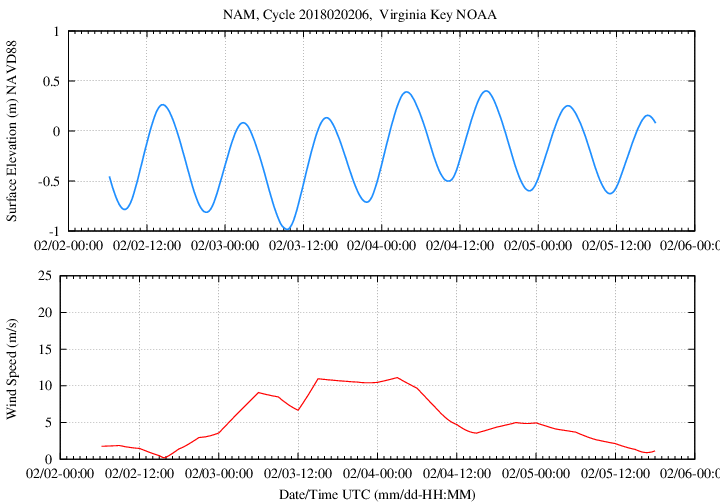 NAM, Cycle 2018020206,  Virginia Key NOAA
Surface Elevation (m) NAVD88
1
0.5
0
-0.5
-1
02/02-00:00 02/02-12:00 02/03-00:00 02/03-12:00 02/04-00:00 02/04-12:00 02/05-00:00 02/05-12:00 02/06-00:0
Wind Speed (m/s)
25
20
15
10
5
0
02/02-00:00 02/02-12:00 02/03-00:00 02/03-12:00 02/04-00:00 02/04-12:00 02/05-00:00 02/05-12:00 02/06-00:0
Date/Time UTC (mm/dd-HH:MM)